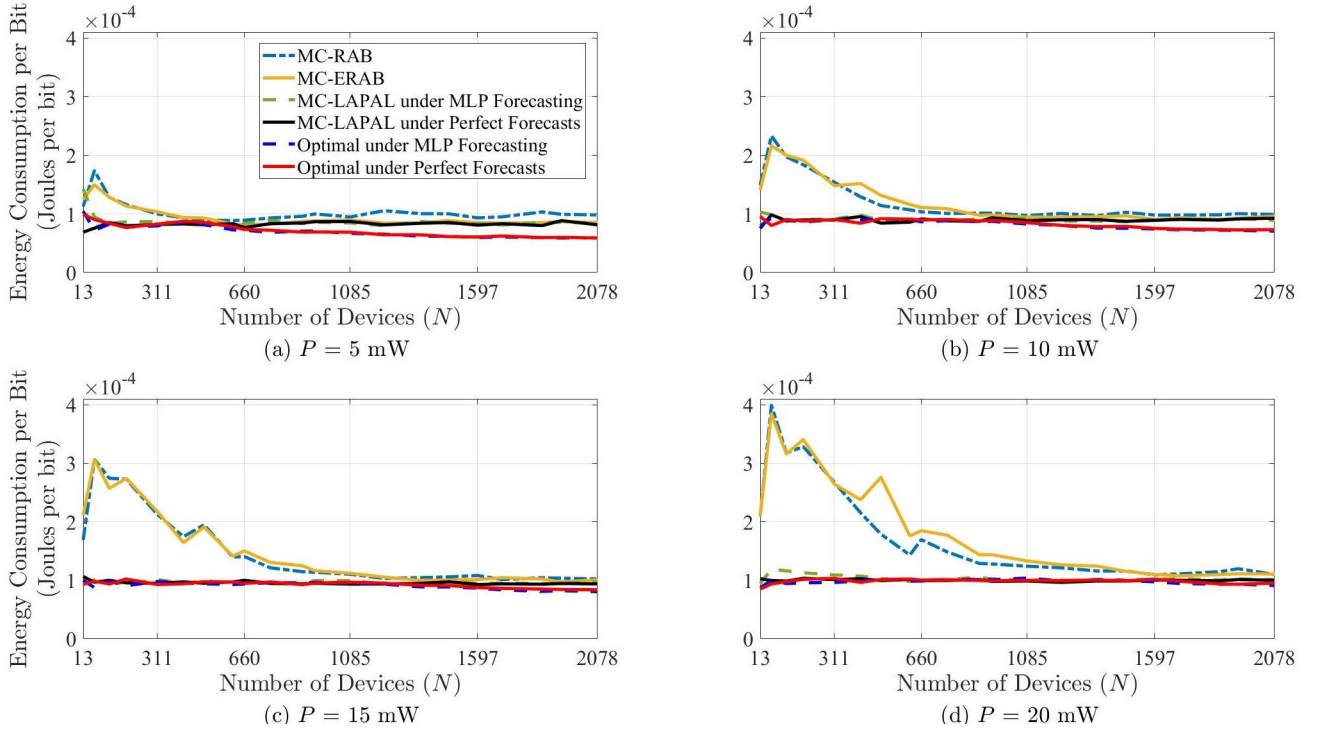 ×10⁻⁴
Energy Consumption per Bit
(Joules per bit)
4
3
2
1
0
MC-RAB
MC-ERAB
MC-LAPAL under MLP Forecasting
MC-LAPAL under Perfect Forecasts
Optimal under MLP Forecasting
Optimal under Perfect Forecasts
13 311 660 1085 1597 2078
Number of Devices (N)
(a) P = 5 mW
×10⁻⁴
4
3
2
1
0
13 311 660 1085 1597 2078
Number of Devices (N)
(b) P = 10 mW
×10⁻⁴
Energy Consumption per Bit
(Joules per bit)
4
3
2
1
0
13 311 660 1085 1597 2078
Number of Devices (N)
(c) P = 15 mW
×10⁻⁴
4
3
2
1
0
13 311 660 1085 1597 2078
Number of Devices (N)
(d) P = 20 mW